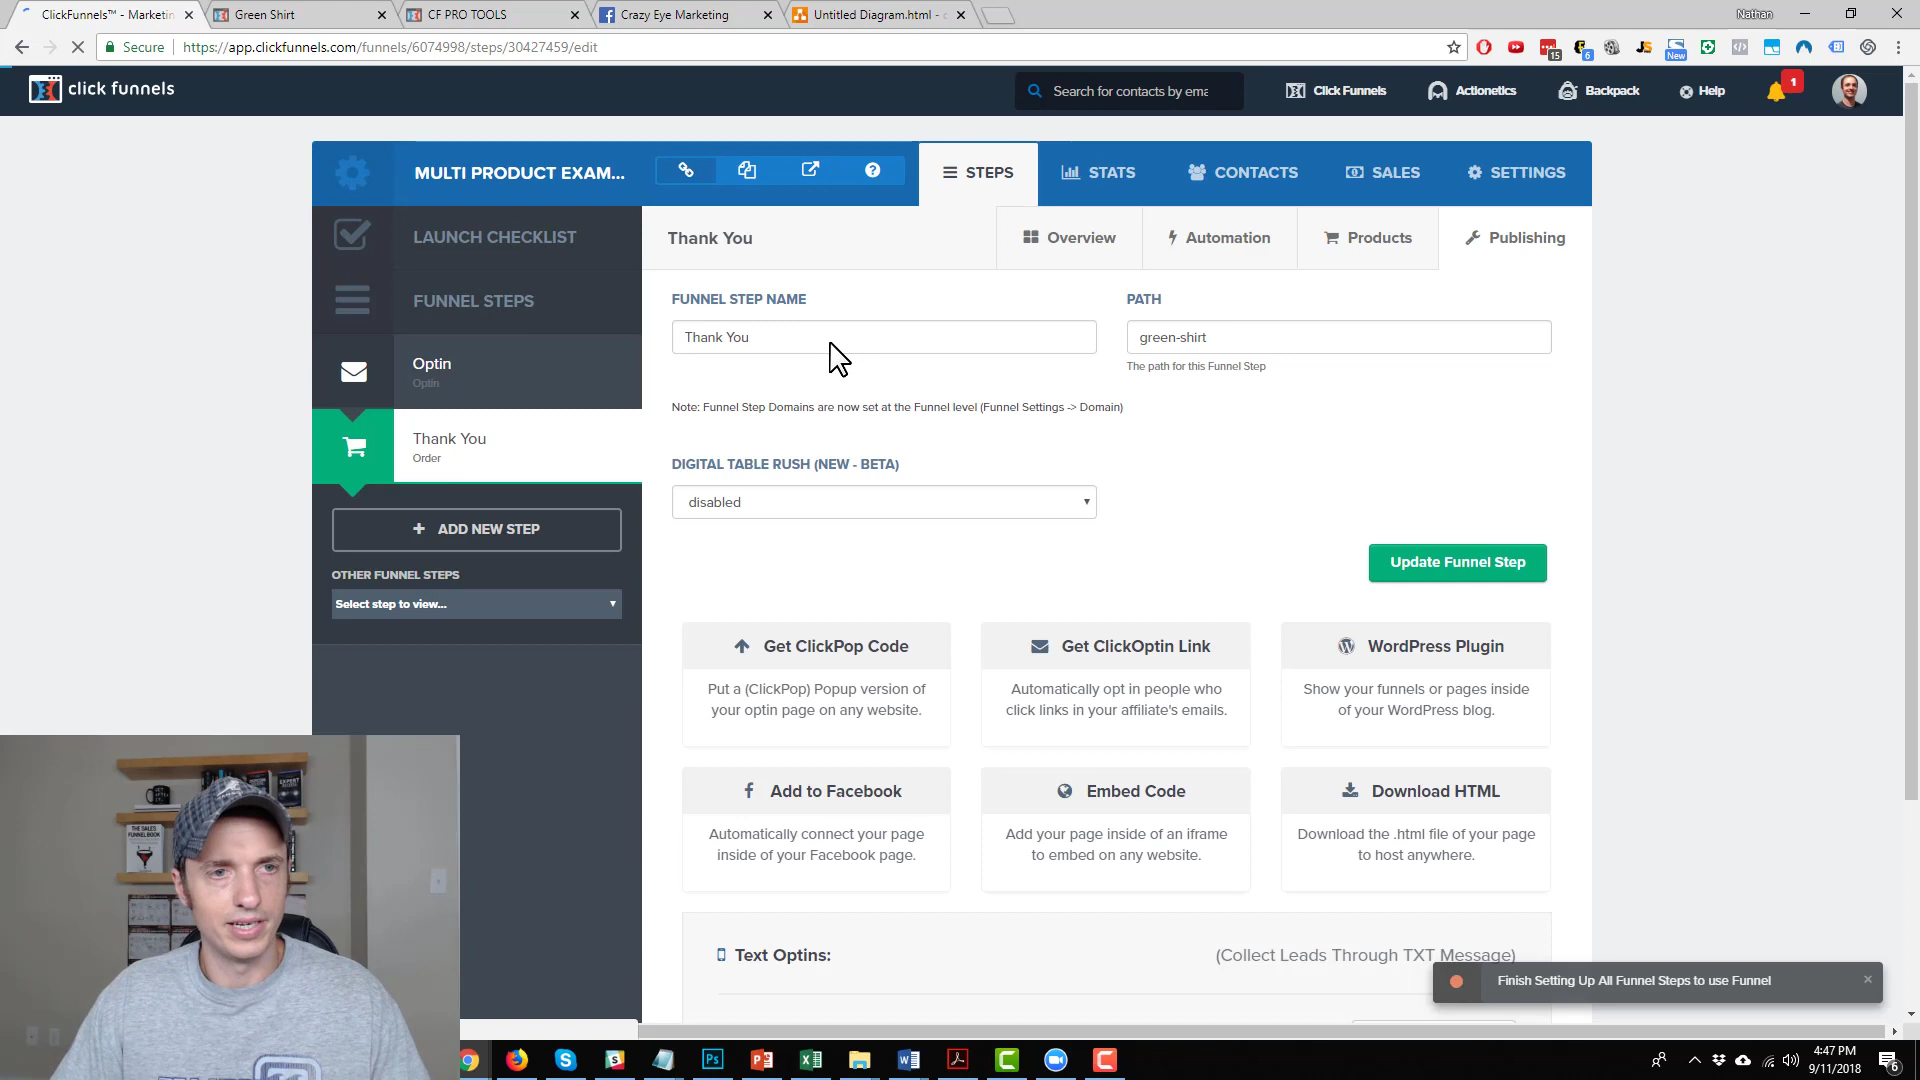 ClickFunnels™ - Marketin
Green Shirt
CF PRO TOOLS
Crazy Eye Marketing
Untitled Diagram.html -
Nathan
Secure
https://app.clickfunnels.com/funnels/6074998/steps/30427459/edit
15
6
New
click funnels
Search for contacts by ema
Click Funnels
Actionetics
Backpack
Help
1
MULTI PRODUCT EXAM...
STEPS
STATS
CONTACTS
SALES
SETTINGS
LAUNCH CHECKLIST
Thank You
Overview
Automation
Products
Publishing
FUNNEL STEPS
FUNNEL STEP NAME
PATH
Thank You
green-shirt
The path for this Funnel Step
Optin
Optin
Note: Funnel Step Domains are now set at the Funnel level (Funnel Settings -> Domain)
Thank You
Order
DIGITAL TABLE RUSH (NEW - BETA)
disabled
ADD NEW STEP
Update Funnel Step
OTHER FUNNEL STEPS
Select step to view...
Get ClickPop Code
Put a (ClickPop) Popup version of
your optin page on any website.
Get ClickOptin Link
Automatically opt in people who
click links in your affiliate's emails.
WordPress Plugin
Show your funnels or pages inside
of your WordPress blog.
Add to Facebook
Automatically connect your page
inside of your Facebook page.
Embed Code
Add your page inside of an iframe
to embed on any website.
Download HTML
Download the .html file of your page
to host anywhere.
Text Optins:
(Collect Leads Through TXT Message)
Finish Setting Up All Funnel Steps to use Funnel
THE SALES
FUNNEL BOOK
EXPERT
4:47 PM
9/11/2018
6